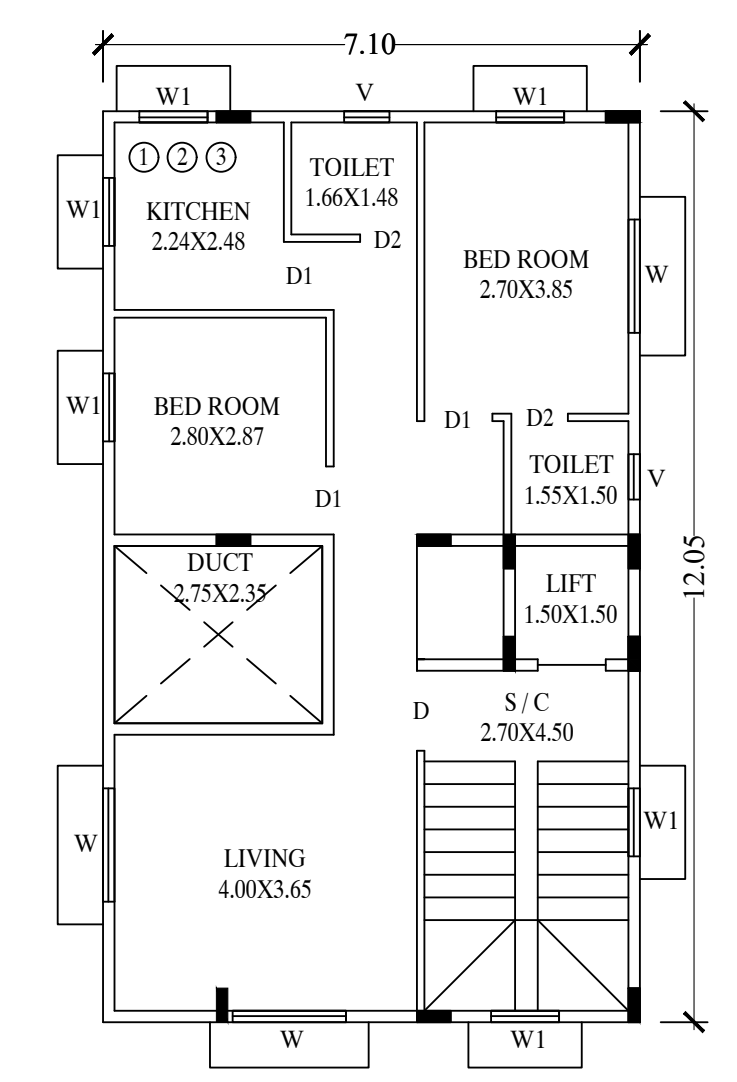 7.10
W1
V
W1
1 2 3
TOILET
1.66X1.48
W1
KITCHEN
2.24X2.48
D2
D1
BED ROOM
2.70X3.85
W
W1
BED ROOM
2.80X2.87
D1
D2
TOILET
1.55X1.50
V
D1
12.05
DUCT
2.75X2.35
LIFT
1.50X1.50
D
S / C
2.70X4.50
W
LIVING
4.00X3.65
W1
W
W1